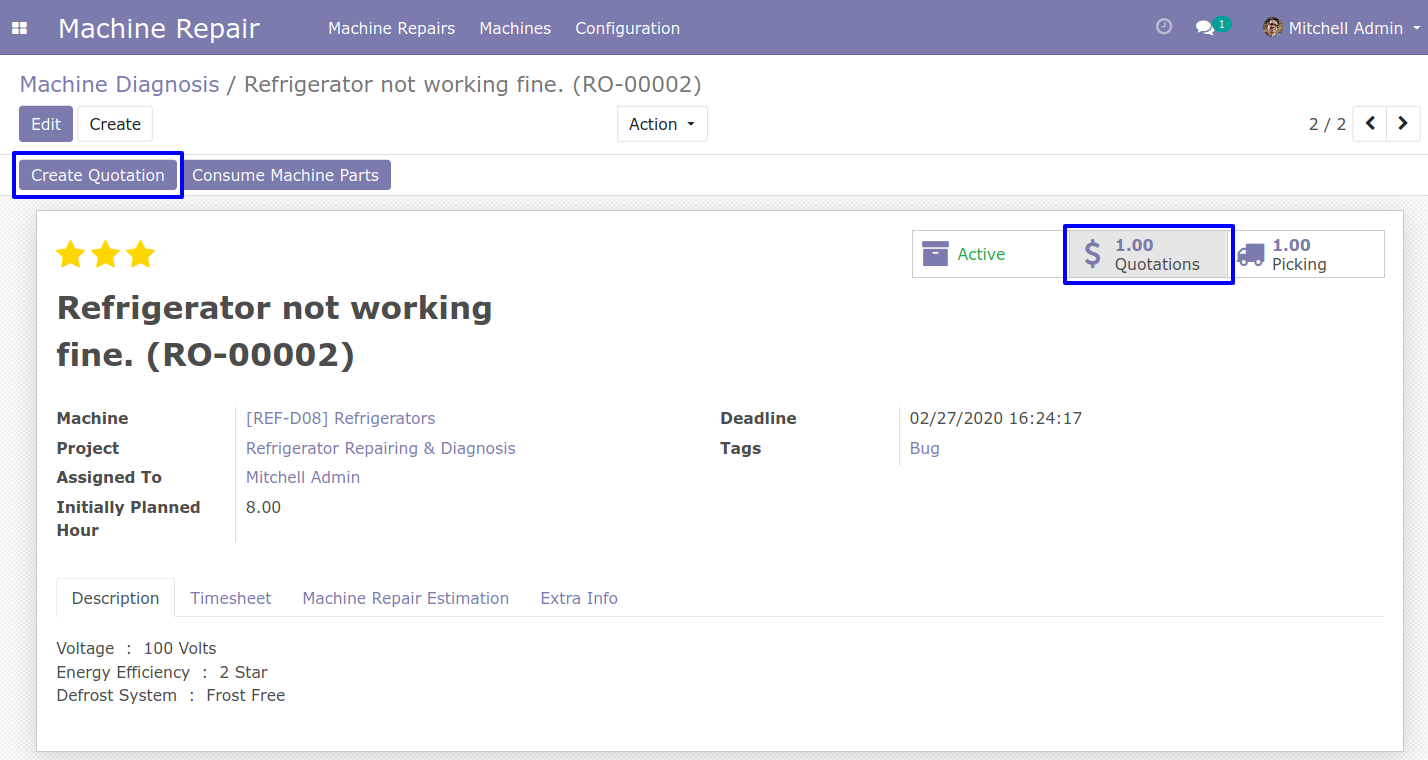 Machine Repair Machine Repairs Machines Configuration 1 Mitchell Admin
Machine Diagnosis / Refrigerator not working fine. (RO-00002)
Edit Create Action 2 / 2
Create Quotation Consume Machine Parts
Active
1.00
Quotations
1.00
Picking
Refrigerator not working
fine. (RO-00002)
Machine [REF-D08] Refrigerators
Project Refrigerator Repairing & Diagnosis
Assigned To Mitchell Admin
Initially Planned 8.00
Hour
Deadline 02/27/2020 16:24:17
Tags Bug
Description Timesheet Machine Repair Estimation Extra Info
Voltage : 100 Volts
Energy Efficiency : 2 Star
Defrost System : Frost Free